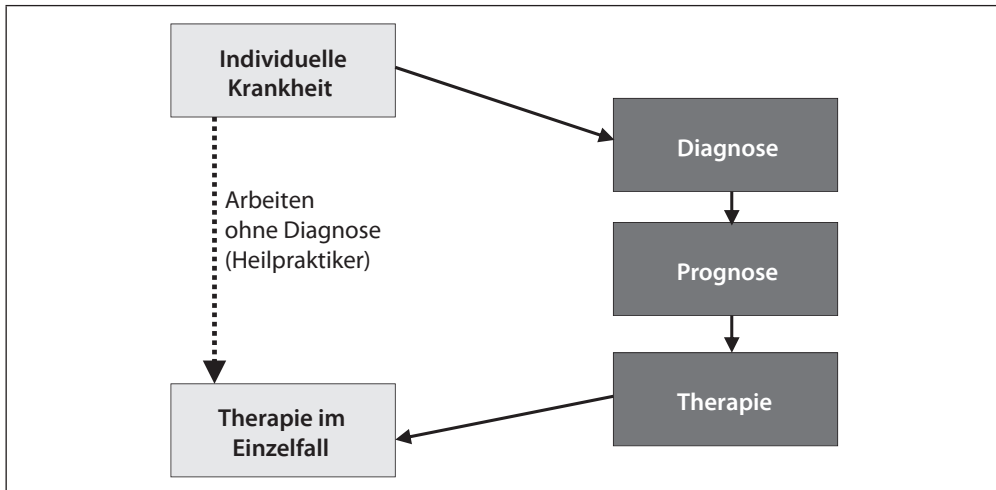 Individuelle
Krankheit
Diagnose
Arbeiten
ohne Diagnose
(Heilpraktiker)
Prognose
Therapie im
Einzelfall
Therapie